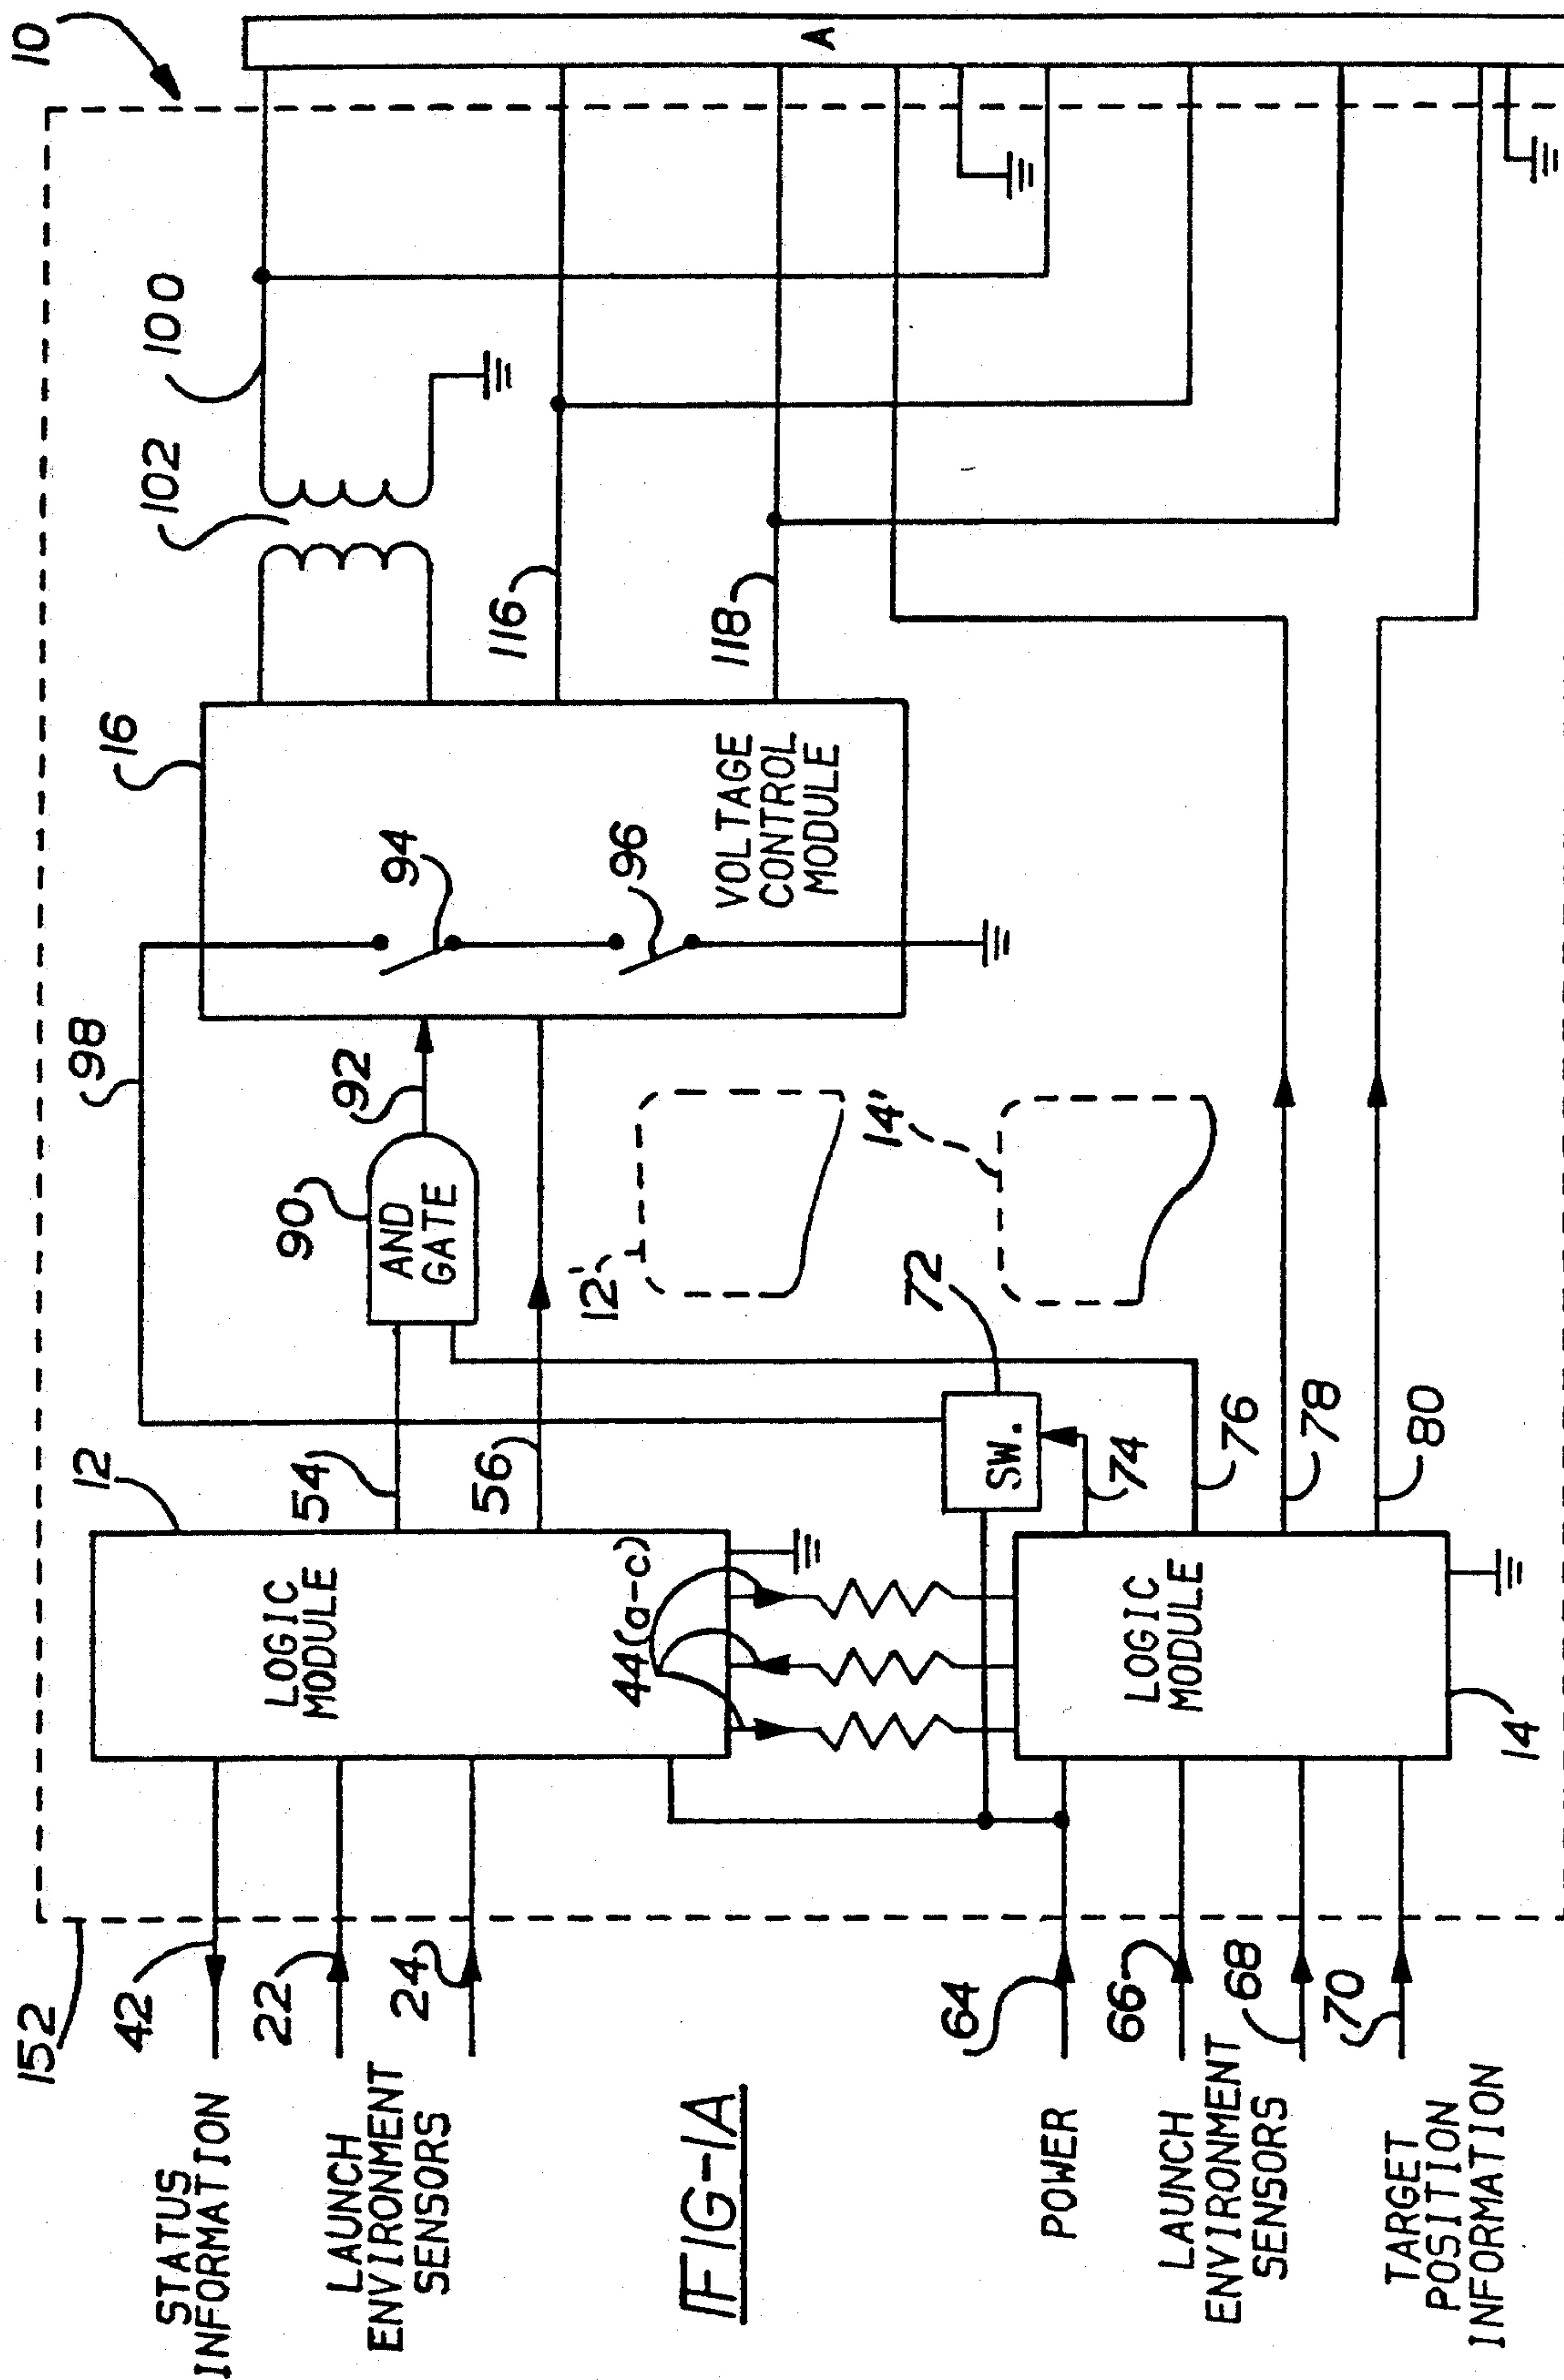 10
152
A
100
102
16
116
118
94
96
VOLTAGE
CONTROL
MODULE
98
92
90
AND
GATE
12'
14'
72
SW.
12
54
56
74
76
78
80
LOGIC
MODULE
44(a-c)
LOGIC
MODULE
14
42
22
24
64
66
68
70
STATUS
INFORMATION
LAUNCH
ENVIRONMENT
SENSORS
POWER
LAUNCH
ENVIRONMENT
SENSORS
TARGET
POSITION
INFORMATION
FIG-1A